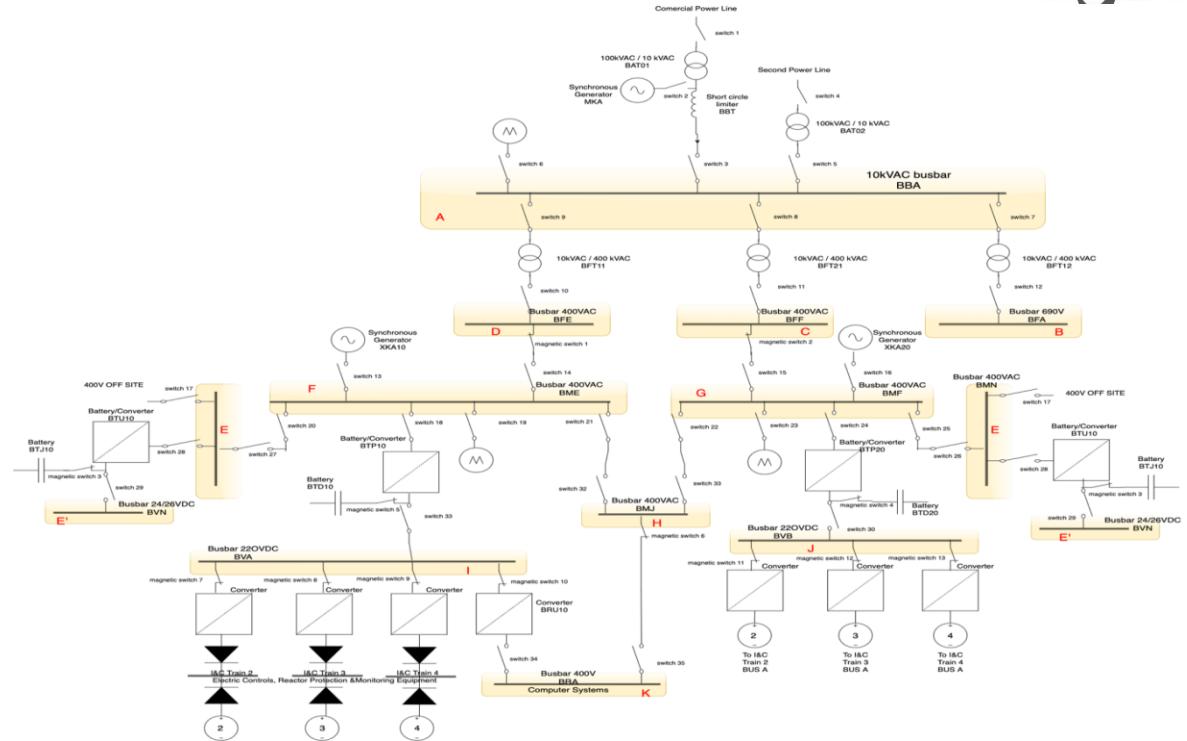 Comercial Power Line
switch 1
100kVAC / 10 kVAC
BAT01
Second Power Line
Synchronous
Generator
MKA
switch 2
Short circle
limiter
BBT
switch 4
100kVAC / 10 kVAC
BAT02
switch 6
switch 3
switch 5
10kVAC busbar
BBA
A
switch 9
switch 8
switch 7
10kVAC / 400 kVAC
BFT11
10kVAC / 400 kVAC
BFT21
10kVAC / 400 kVAC
BFT12
switch 10
switch 11
switch 12
Busbar 400VAC
BFE
D
Busbar 400VAC
BFF
C
Busbar 690V
BFA
B
magnetic switch 1
magnetic switch 2
Synchronous
Generator
XKA10
Synchronous
Generator
XKA20
switch 13
switch 14
switch 15
switch 16
F
Busbar 400VAC
BME
G
Busbar 400VAC
BMF
400V OFF SITE
switch 17
Busbar 400VAC
BMN
switch 17
400V OFF SITE
Battery/Converter
BTU10
E
switch 20
switch 18
switch 19
switch 21
switch 22
switch 23
switch 24
switch 25
E
Battery/Converter
BTU10
Battery
BTJ10
switch 28
switch 27
Battery/Converter
BTP10
Battery/Converter
BTP20
switch 26
switch 28
Battery
BTJ10
magnetic switch 3
switch 29
Busbar 24/26VDC
BVN
E'
Battery
BTD10
magnetic switch 5
switch 33
switch 32
switch 33
Busbar 400VAC
BMJ
H
magnetic switch 6
magnetic switch 4
Battery
BTD20
switch 30
magnetic switch 3
switch 29
Busbar 24/26VDC
BVN
E'
Busbar 22OVDC
BVA
I
Busbar 22OVDC
BVB
J
magnetic switch 7
magnetic switch 8
magnetic switch 9
magnetic switch 10
magnetic switch 11
magnetic switch 12
magnetic switch 13
Converter
Converter
Converter
Converter
BRU10
Converter
Converter
Converter
2
3
4
To I&C
Train 2
BUS A
To I&C
Train 3
BUS A
To I&C
Train 4
BUS A
switch 34
switch 35
I&C Train 2
I&C Train 3
I&C Train 4
Electric Controls, Reactor Protection &Monitoring Equipment
Busbar 400V
BRA
Computer Systems
K
2
3
4